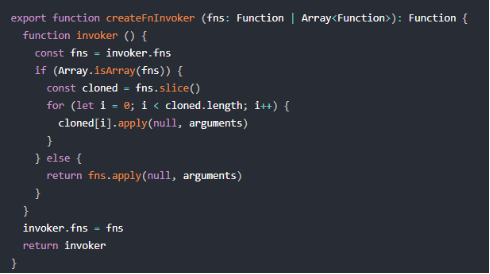 export function createFnInvoker (fns: Function | Array<Function>): Function {
  function invoker () {
    const fns = invoker.fns
    if (Array.isArray(fns)) {
      const cloned = fns.slice()
      for (let i = 0; i < cloned.length; i++) {
        cloned[i].apply(null, arguments)
      }
    } else {
      return fns.apply(null, arguments)
    }
  }
  invoker.fns = fns
  return invoker
}